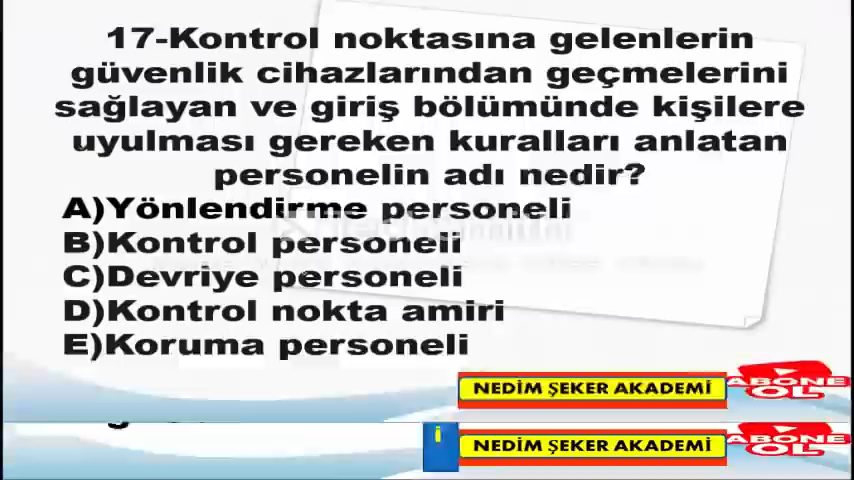 17-Kontrol noktasına gelenlerin
güvenlik cihazlarından geçmelerini
sağlayan ve giriş bölümünde kişilere
uyulması gereken kuralları anlatan
personelin adı nedir?
A)Yönlendirme personeli
B)Kontrol personeli
C)Devriye personeli
D)Kontrol nokta amiri
E)Koruma personeli
NEDİM ŞEKER AKADEMİ
ABONE
OL
i
NEDİM ŞEKER AKADEMİ
ABONE
OL